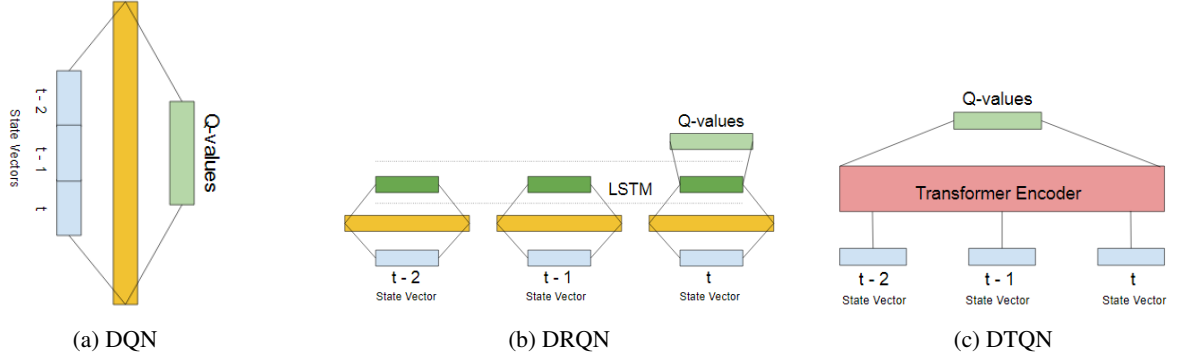 State Vectors
t - 2
t - 1
t
Q-values
(a) DQN
Q-values
LSTM
t - 2
State Vector
t - 1
State Vector
t
State Vector
(b) DRQN
Q-values
Transformer Encoder
t - 2
State Vector
t - 1
State Vector
t
State Vector
(c) DTQN